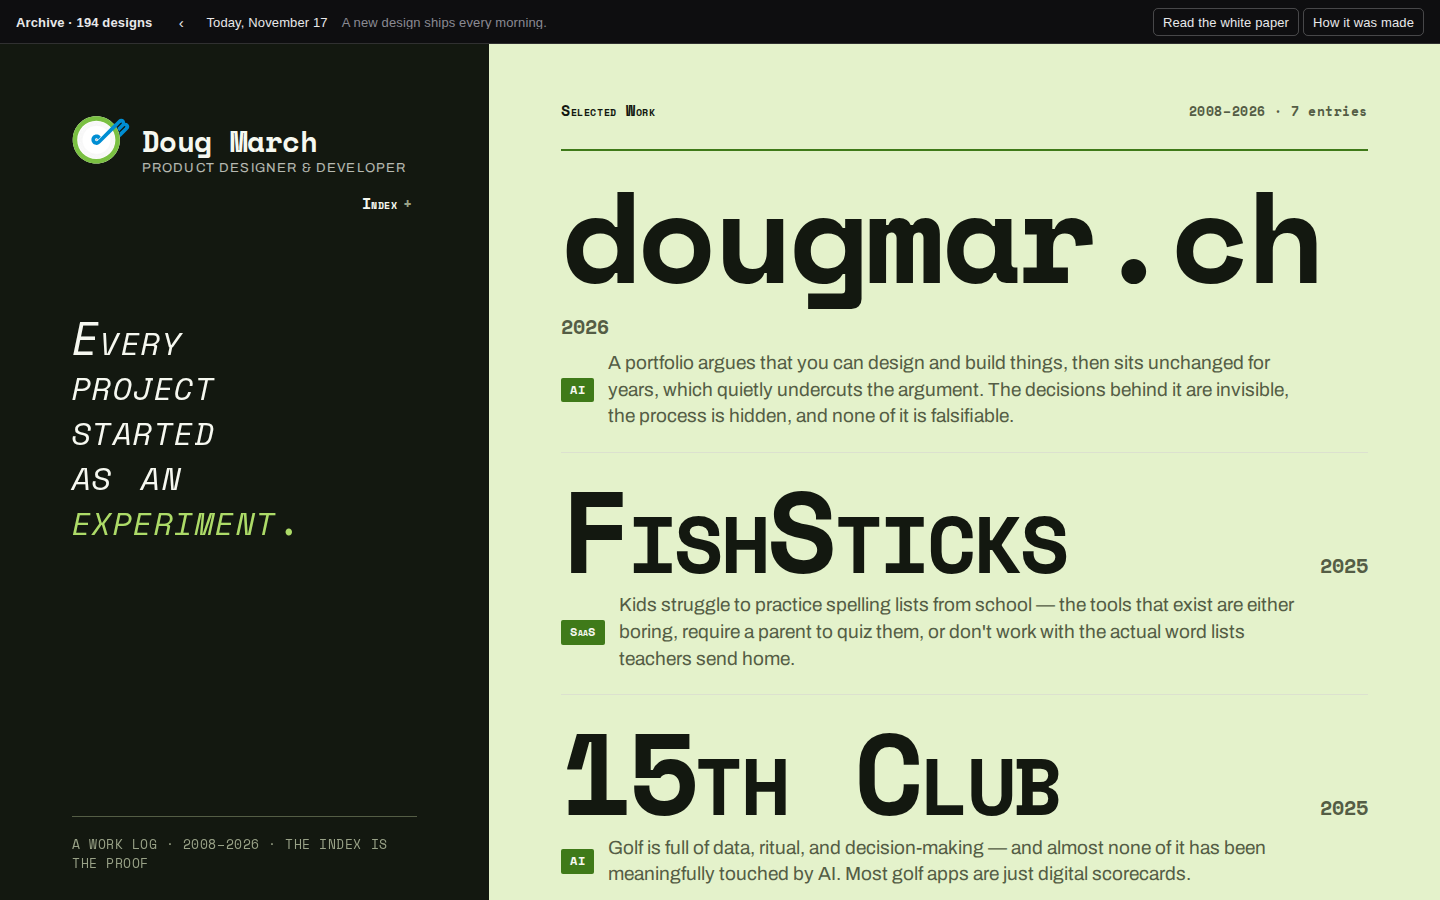 Archive · 194 designs
‹
Today, November 17
A new design ships every morning.
Read the white paper
How it was made
Doug March
PRODUCT DESIGNER & DEVELOPER
Index +
Every
project
started
as an
experiment.
A WORK LOG · 2008–2026 · THE INDEX IS
THE PROOF
Selected Work
2008–2026 · 7 entries
dougmar.ch
2026
AI
A portfolio argues that you can design and build things, then sits unchanged for
years, which quietly undercuts the argument. The decisions behind it are invisible,
the process is hidden, and none of it is falsifiable.
FishSticks
2025
SaaS
Kids struggle to practice spelling lists from school — the tools that exist are either
boring, require a parent to quiz them, or don't work with the actual word lists
teachers send home.
15th Club
2025
AI
Golf is full of data, ritual, and decision-making — and almost none of it has been
meaningfully touched by AI. Most golf apps are just digital scorecards.